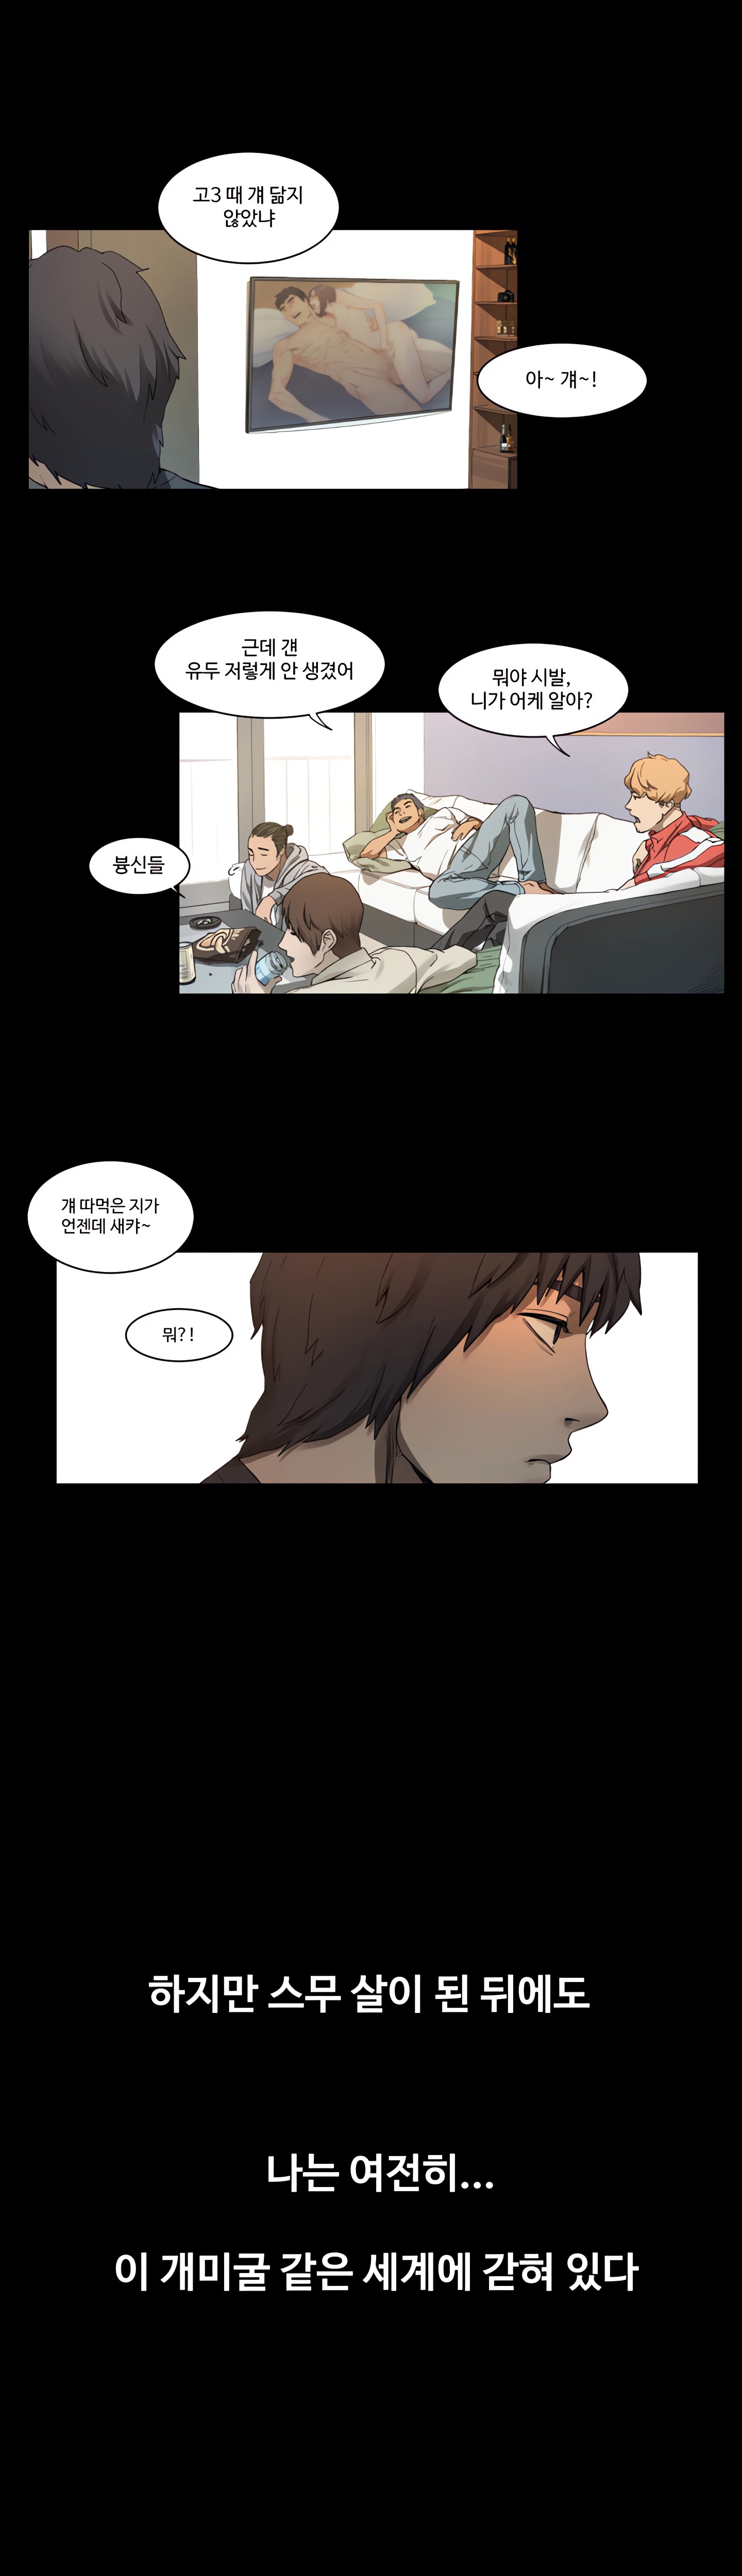 고3 때 걔 닮지
않았냐
아~ 걔~!
근데 걘
유두 저렇게 안 생겼어
뭐야 시발,
니가 어케 알아?
븅신들
걔 따먹은 지가
언젠데 새캬~
뭐?!
하지만 스무 살이 된 뒤에도
나는 여전히...
이 개미굴 같은 세계에 갇혀 있다